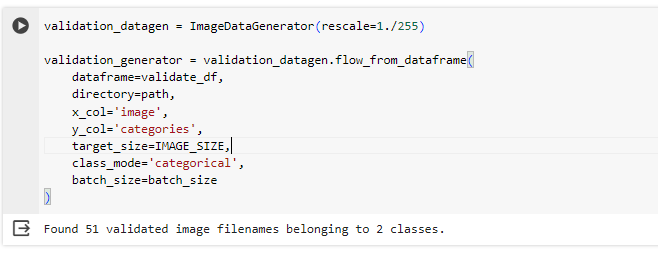 validation_datagen = ImageDataGenerator(rescale=1./255)
validation_generator = validation_datagen.flow_from_dataframe(
    dataframe=validate_df,
    directory=path,
    x_col='image',
    y_col='categories',
    target_size=IMAGE_SIZE,
    class_mode='categorical',
    batch_size=batch_size
)
Found 51 validated image filenames belonging to 2 classes.